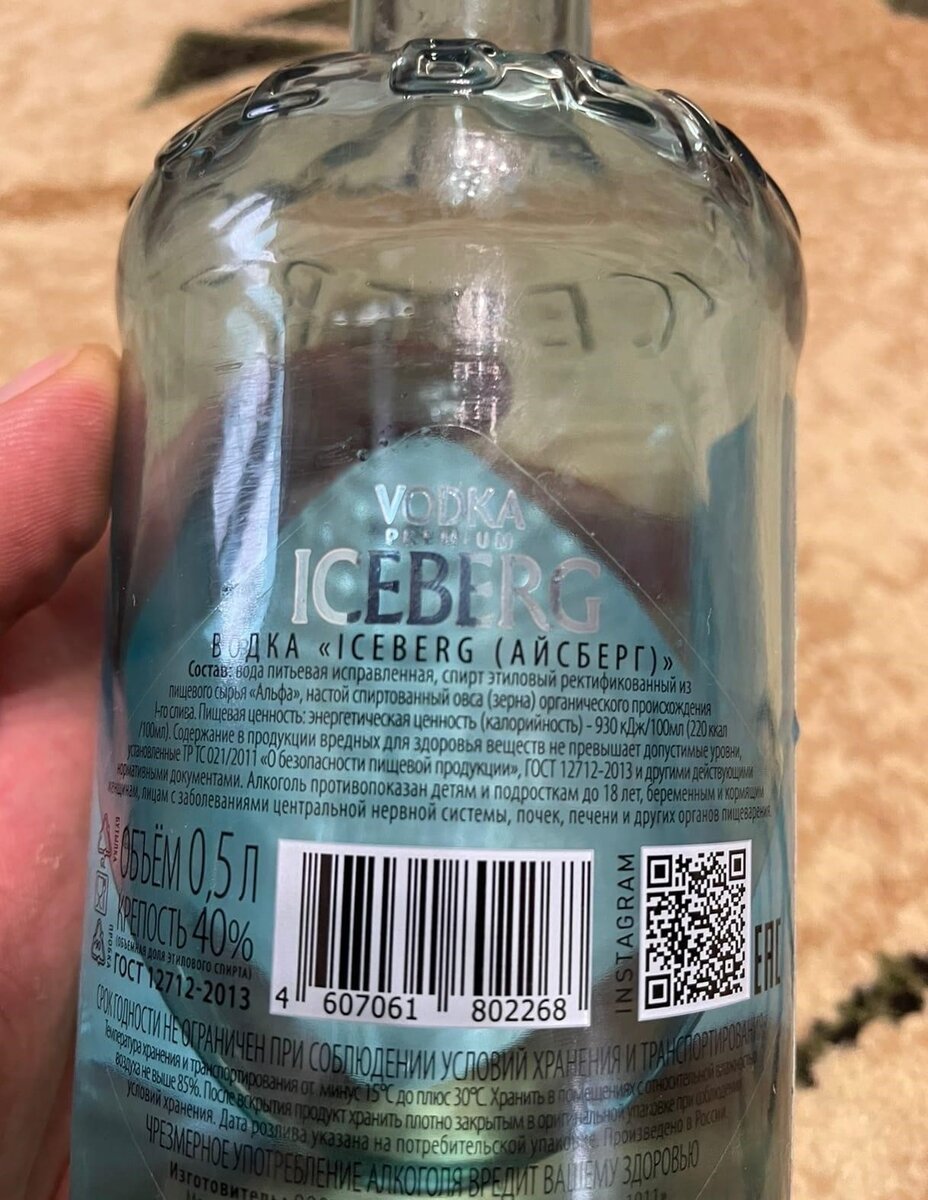 VODKA
PREMIUM
ICEBERG
ВОДКА «ICEBERG (АЙСБЕРГ)»
Состав: вода питьевая исправленная, спирт этиловый ректификованный из
пищевого сырья «Альфа», настой спиртованный овса (зерна) органического происхождения
I-го слива. Пищевая ценность: энергетическая ценность (калорийность) – 930 кДж/100мл (220 ккал
/100мл). Содержание в продукции вредных для здоровья веществ не превышает допустимые уровни,
установленные ТР ТС 021/2011 «О безопасности пищевой продукции», ГОСТ 12712-2013 и другими действующими
нормативными документами. Алкоголь противопоказан детям и подросткам до 18 лет, беременным и кормящим
женщинам, лицам с заболеваниями центральной нервной системы, почек, печени и других органов пищеварения.
БУТЫЛКА
ПРОБКА
ОБЪЁМ 0,5 л
КРЕПОСТЬ 40%
(ОБЪЕМНАЯ ДОЛЯ ЭТИЛОВОГО СПИРТА)
ГОСТ 12712-2013
4 607061 802268
INSTAGRAM
EAC
СРОК ГОДНОСТИ НЕ ОГРАНИЧЕН ПРИ СОБЛЮДЕНИИ УСЛОВИЙ ХРАНЕНИЯ И ТРАНСПОРТИРОВАНИЯ
Температура хранения и транспортирования от минус 15°С до плюс 30°С. Хранить в помещениях с относительной влажностью
воздуха не выше 85%. После вскрытия продукт хранить плотно закрытым в оригинальной упаковке при соблюдении
условий хранения. Дата розлива указана на потребительской упаковке. Произведено в России.
ЧРЕЗМЕРНОЕ УПОТРЕБЛЕНИЕ АЛКОГОЛЯ ВРЕДИТ ВАШЕМУ ЗДОРОВЬЮ
Изготовитель: ООО